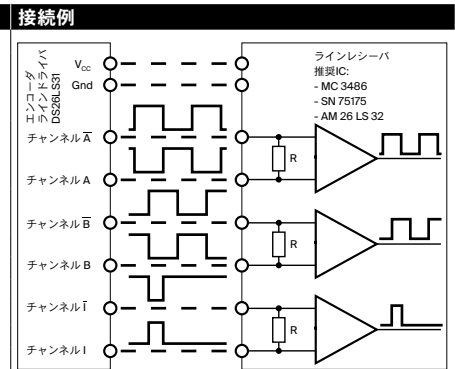 接続例
エンコーダ
ラインドライバ
DS26LS31
Vcc
Gnd
チャンネル A̅
チャンネル A
チャンネル B̅
チャンネル B
チャンネル I̅
チャンネル I
ラインレシーバ
推奨IC:
- MC 3486
- SN 75175
- AM 26 LS 32
R
R
R